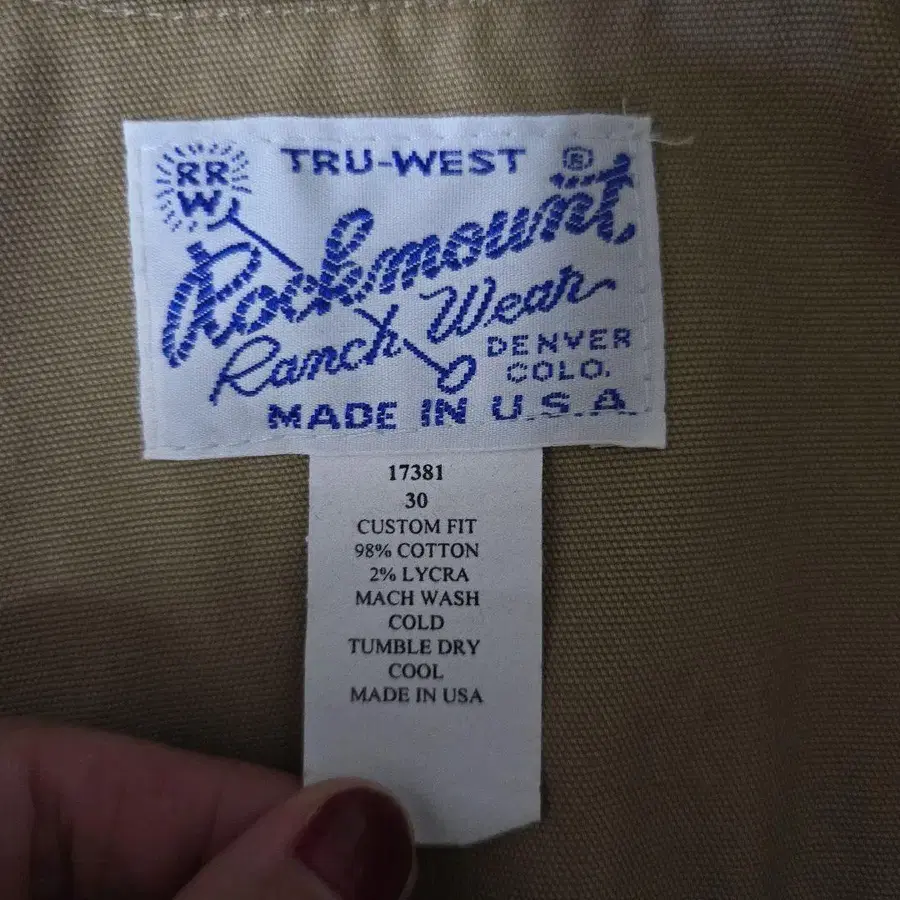 RR
W
TRU-WEST ®
Rockmount
Ranch Wear
DENVER
COLO.
MADE IN U.S.A.
17381
30
CUSTOM FIT
98% COTTON
2% LYCRA
MACH WASH
COLD
TUMBLE DRY
COOL
MADE IN USA